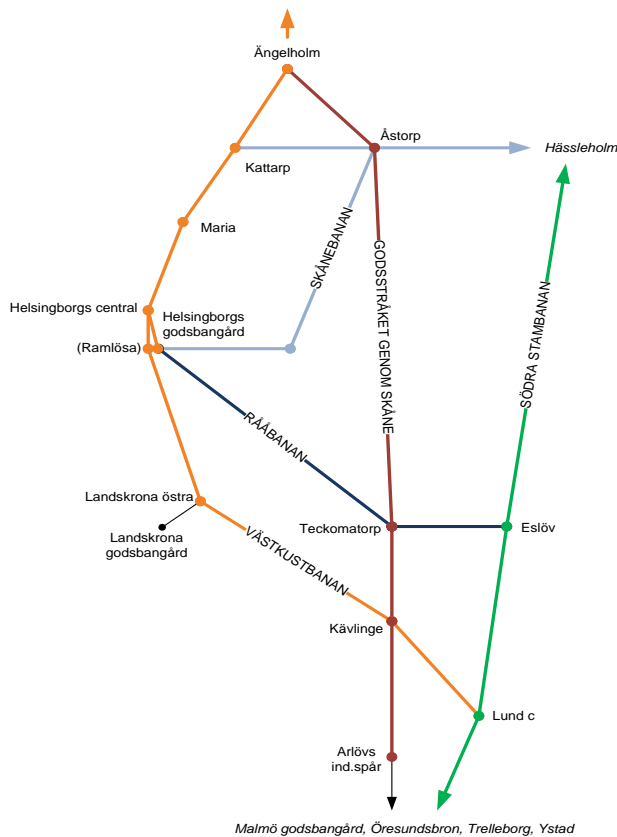 Ängelholm
Åstorp
Hässleholm
Kattarp
Maria
SKÅNEBANAN
GODSSTRÅKET GENOM SKÅNE
SÖDRA STAMBANAN
Helsingborgs central
Helsingborgs
godsbangård
(Ramlösa)
RÅÅBANAN
Landskrona östra
Landskrona
godsbangård
VÄSTKUSTBANAN
Teckomatorp
Eslöv
Kävlinge
Lund c
Arlövs
ind.spår
Malmö godsbangård, Öresundsbron, Trelleborg, Ystad